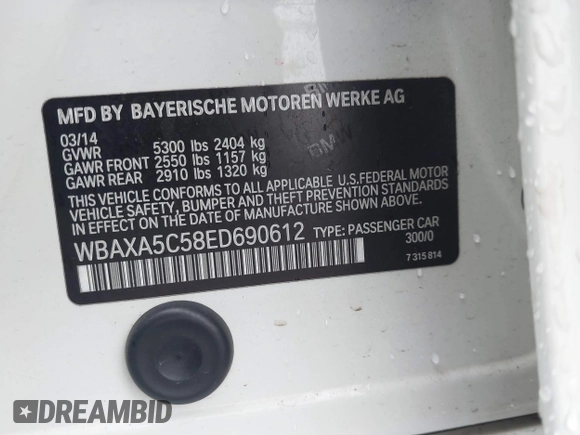 MFD BY BAYERISCHE MOTOREN WERKE AG
03/14
GVWR 5300 lbs 2404 kg
GAWR FRONT 2550 lbs 1157 kg
GAWR REAR 2910 lbs 1320 kg
THIS VEHICLE CONFORMS TO ALL APPLICABLE U.S.FEDERAL MOTOR
VEHICLE SAFETY, BUMPER AND THEFT PREVENTION STANDARDS
IN EFFECT ON THE DATE OF MANUFACTURE SHOWN ABOVE.
WBAXA5C58ED690612 TYPE: PASSENGER CAR
300/0
7 315 814
BMW
DREAMBID